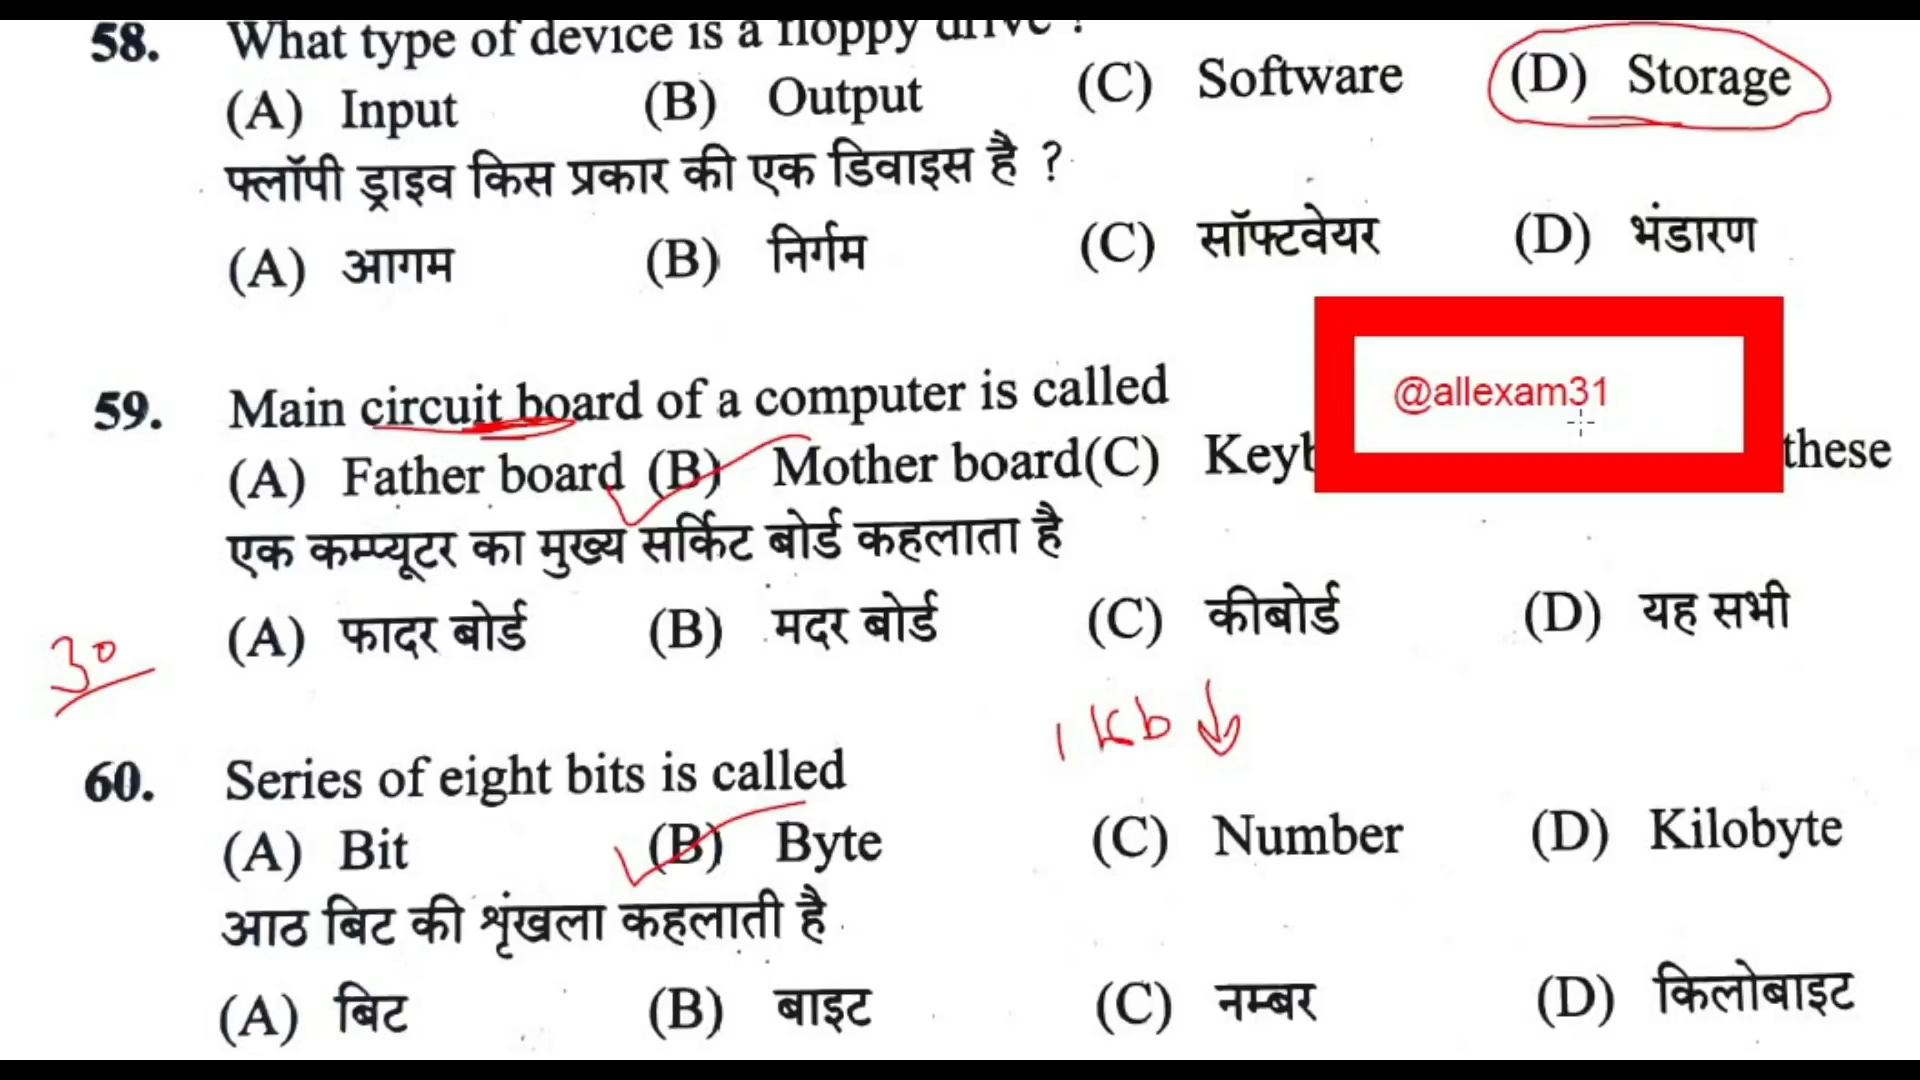 58. What type of device is a floppy drive ?
(A) Input (B) Output (C) Software (D) Storage
फ्लॉपी ड्राइव किस प्रकार की एक डिवाइस है ?
(A) आगम (B) निर्गम (C) सॉफ्टवेयर (D) भंडारण
@allexam31
59. Main circuit board of a computer is called
(A) Father board (B) Mother board (C) these
एक कम्प्यूटर का मुख्य सर्किट बोर्ड कहलाता है
(A) फादर बोर्ड (B) मदर बोर्ड (C) कीबोर्ड (D) यह सभी
30
1 Kb
60. Series of eight bits is called
(A) Bit (B) Byte (C) Number (D) Kilobyte
आठ बिट की शृंखला कहलाती है
(A) बिट (B) बाइट (C) नम्बर (D) किलोबाइट